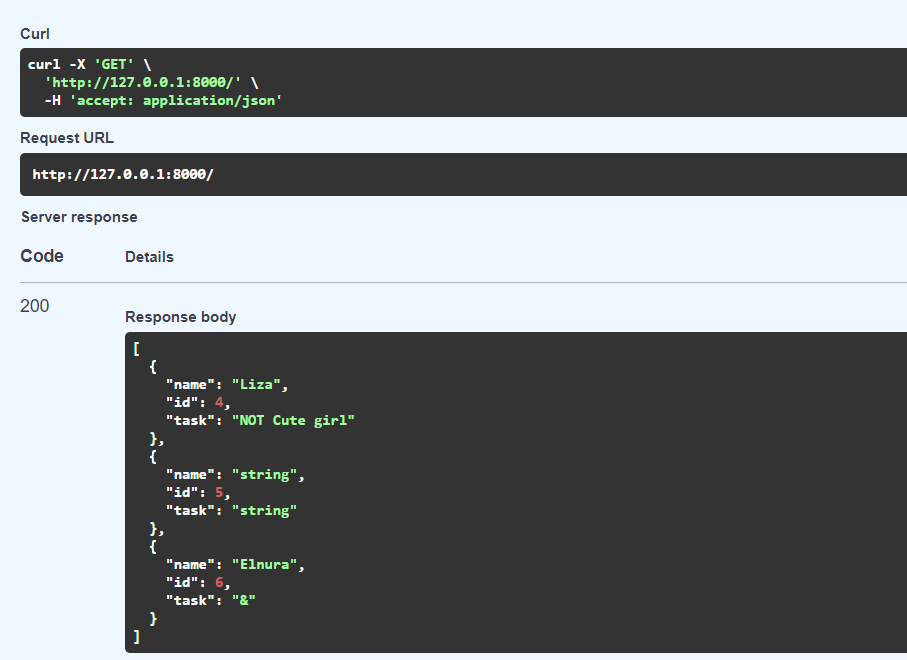 Curl
curl -X 'GET' \
  'http://127.0.0.1:8000/' \
  -H 'accept: application/json'
Request URL
http://127.0.0.1:8000/
Server response
Code Details
200
Response body
[
  {
    "name": "Liza",
    "id": 4,
    "task": "NOT Cute girl"
  },
  {
    "name": "string",
    "id": 5,
    "task": "string"
  },
  {
    "name": "Elnura",
    "id": 6,
    "task": "&"
  }
]